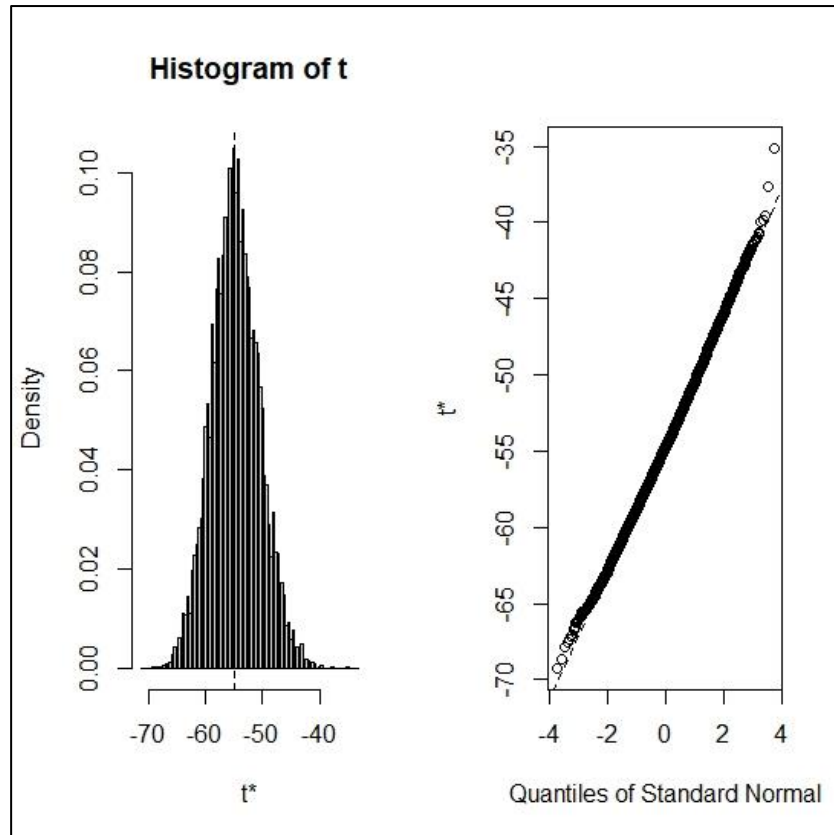 Histogram of t
Density
0.00 0.02 0.04 0.06 0.08 0.10
-70 -60 -50 -40
t*
t*
-70 -65 -60 -55 -50 -45 -40 -35
-4 -2 0 2 4
Quantiles of Standard Normal